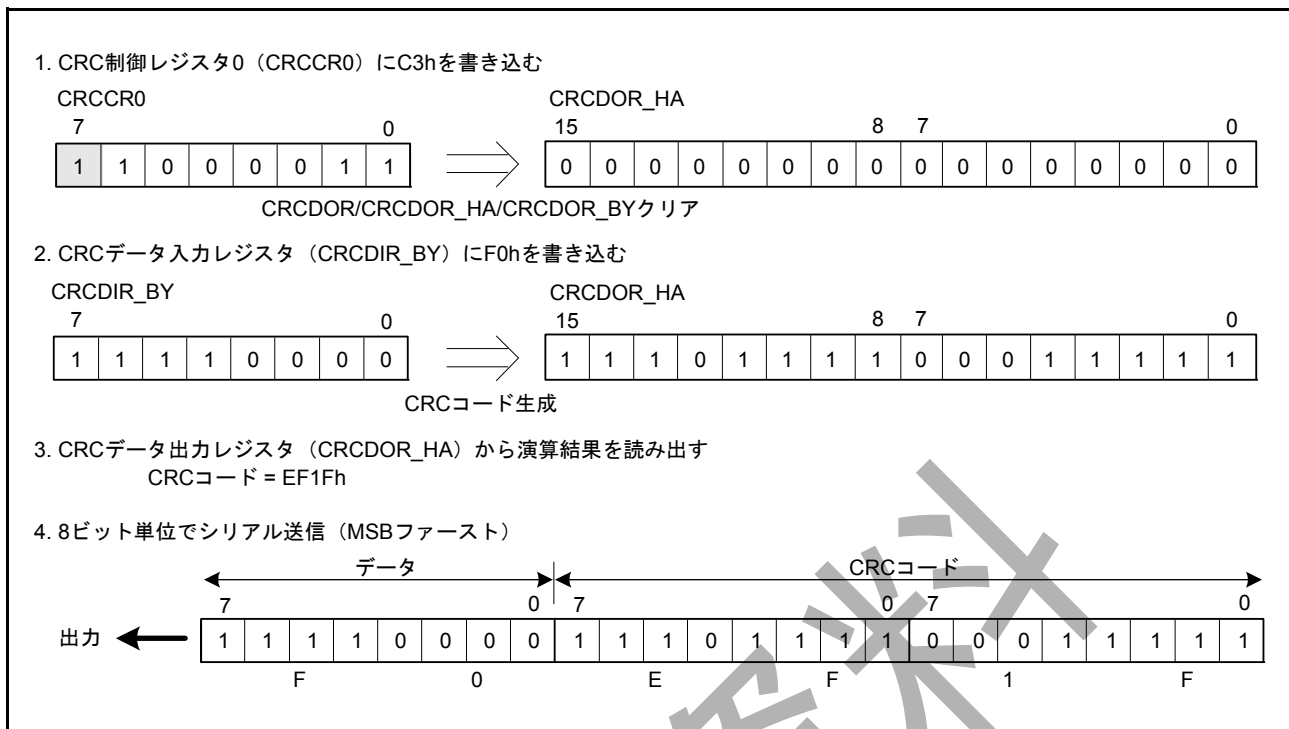 1. CRC制御レジスタ0（CRCCR0）にC3hを書き込む
CRCCR0 CRCDOR_HA
7 0 15 8 7 0
1 1 0 0 0 0 1 1 0 0 0 0 0 0 0 0 0 0 0 0 0 0 0 0
CRCDOR/CRCDOR_HA/CRCDOR_BYクリア
2. CRCデータ入力レジスタ（CRCDIR_BY）にF0hを書き込む
CRCDIR_BY CRCDOR_HA
7 0 15 8 7 0
1 1 1 1 0 0 0 0 1 1 1 0 1 1 1 1 0 0 0 1 1 1 1 1
CRCコード生成
3. CRCデータ出力レジスタ（CRCDOR_HA）から演算結果を読み出す
CRCコード = EF1Fh
4. 8ビット単位でシリアル送信（MSBファースト）
データ CRCコード
7 0 7 0 7 0
出力 1 1 1 1 0 0 0 0 1 1 1 0 1 1 1 1 0 0 0 1 1 1 1 1
F 0 E F 1 F